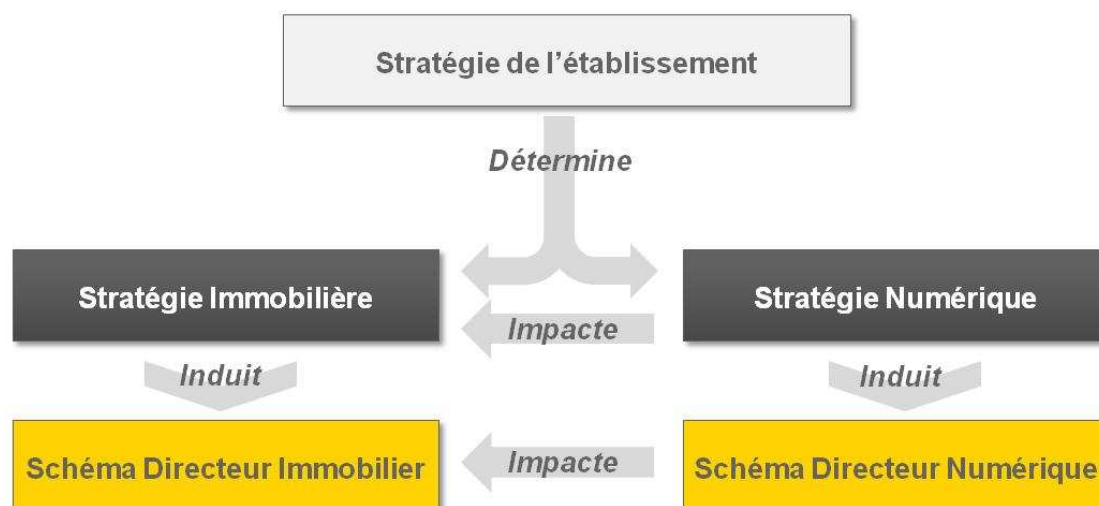 Stratégie de l'établissement
Détermine
Stratégie Immobilière
Stratégie Numérique
Impacte
Induit
Induit
Schéma Directeur Immobilier
Impacte
Schéma Directeur Numérique